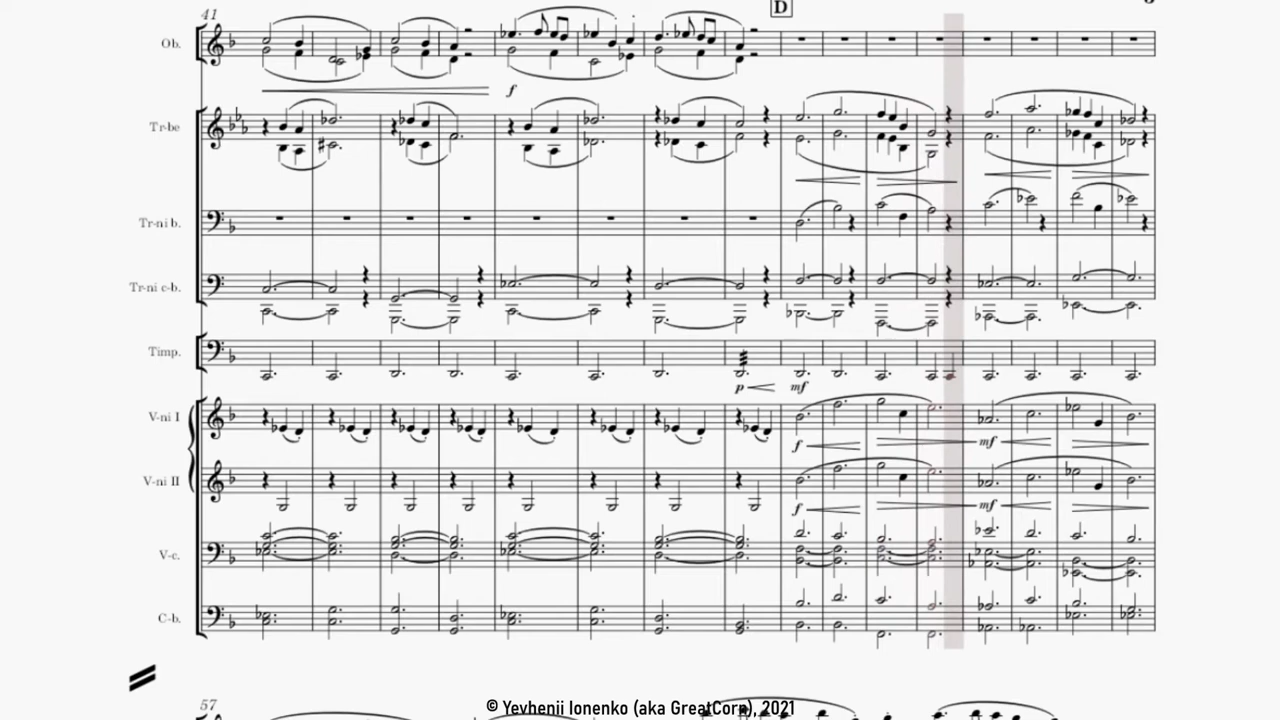 41
D
Ob.
f
Tr-be
Tr-ni b.
Tr-ni c-b.
Timp.
p mf
V-ni I
f mf
V-ni II
f mf
V-c.
C-b.
57
© Yevhenii Ionenko (aka GreatCorn), 2021